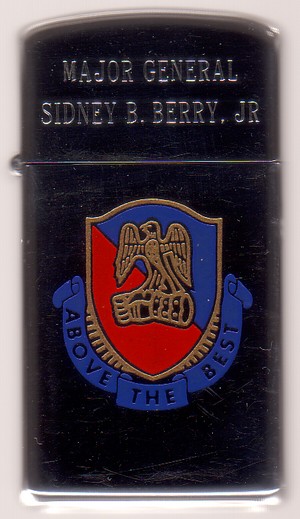 MAJOR GENERAL
SIDNEY B. BERRY, JR
ABOVE THE BEST